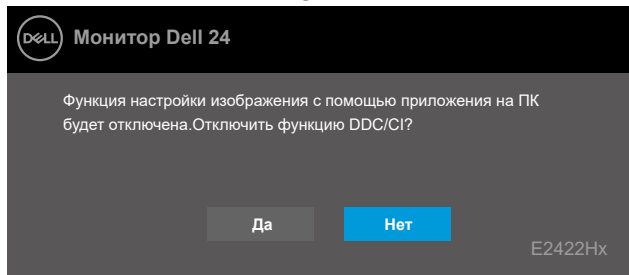 DELL Монитор Dell 24
Функция настройки изображения с помощью приложения на ПК
будет отключена.Отключить функцию DDC/CI?
Да Нет
E2422Hx